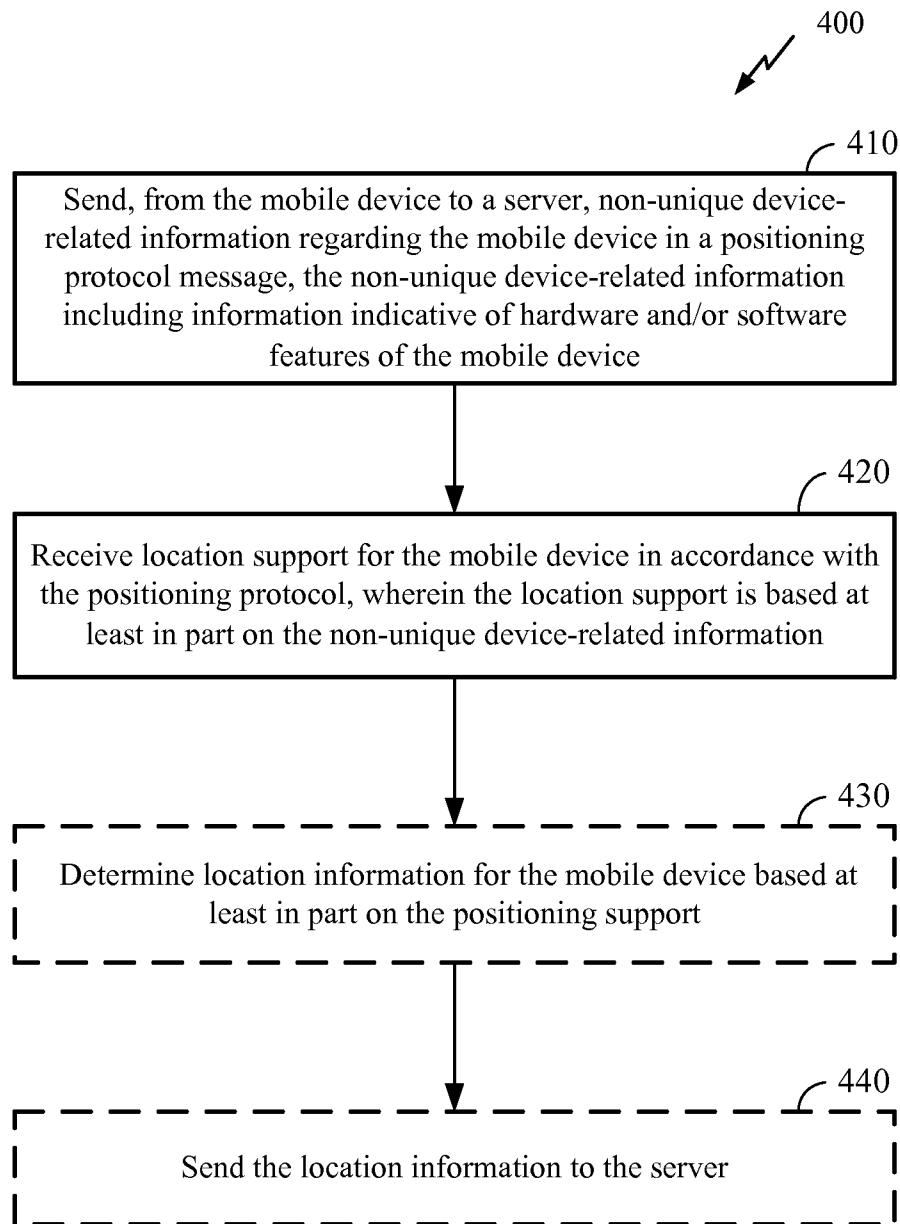 400
410
Send, from the mobile device to a server, non-unique device-
related information regarding the mobile device in a positioning
protocol message, the non-unique device-related information
including information indicative of hardware and/or software
features of the mobile device
420
Receive location support for the mobile device in accordance with
the positioning protocol, wherein the location support is based at
least in part on the non-unique device-related information
430
Determine location information for the mobile device based at
least in part on the positioning support
440
Send the location information to the server